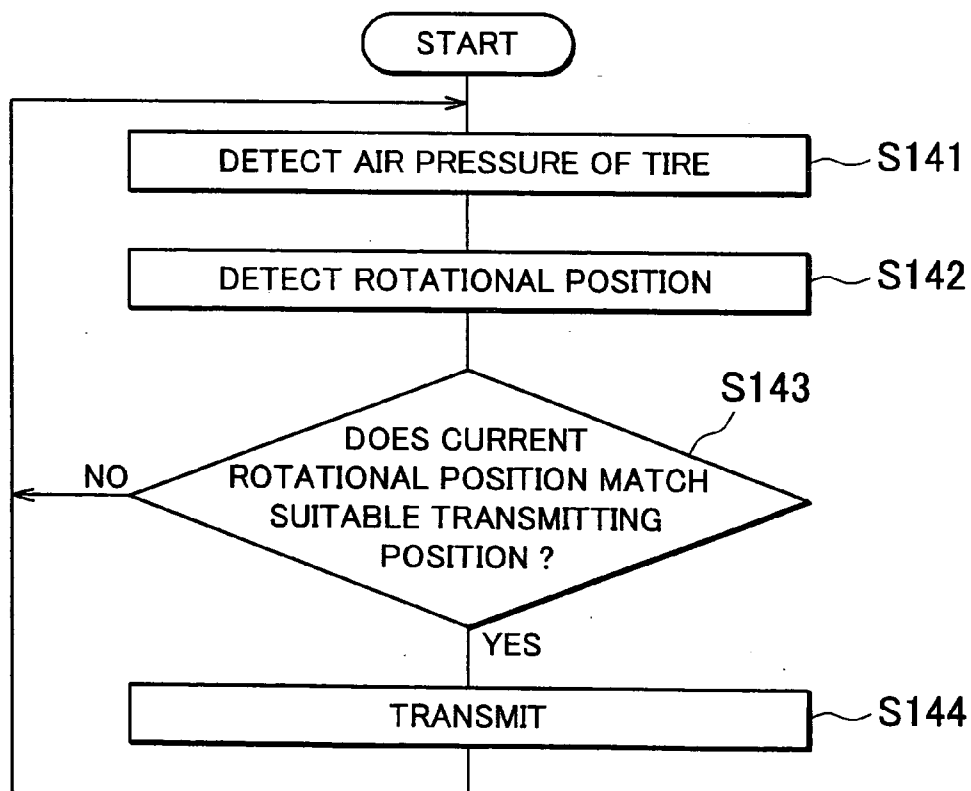 START
DETECT AIR PRESSURE OF TIRE
S141
DETECT ROTATIONAL POSITION
S142
S143
DOES CURRENT
ROTATIONAL POSITION MATCH
SUITABLE TRANSMITTING
POSITION ?
NO
YES
TRANSMIT
S144